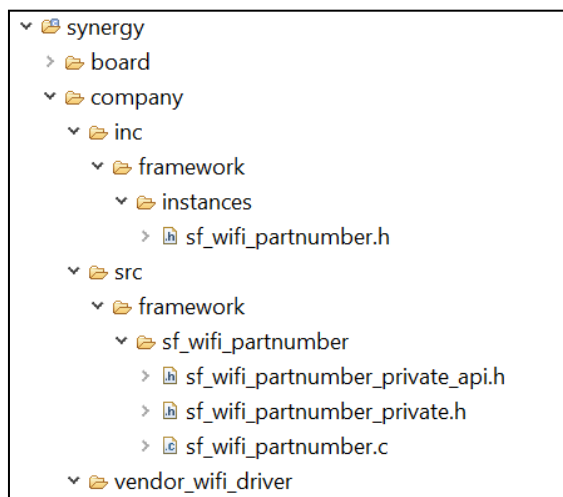 synergy
board
company
inc
framework
instances
sf_wifi_partnumber.h
src
framework
sf_wifi_partnumber
sf_wifi_partnumber_private_api.h
sf_wifi_partnumber_private.h
sf_wifi_partnumber.c
vendor_wifi_driver